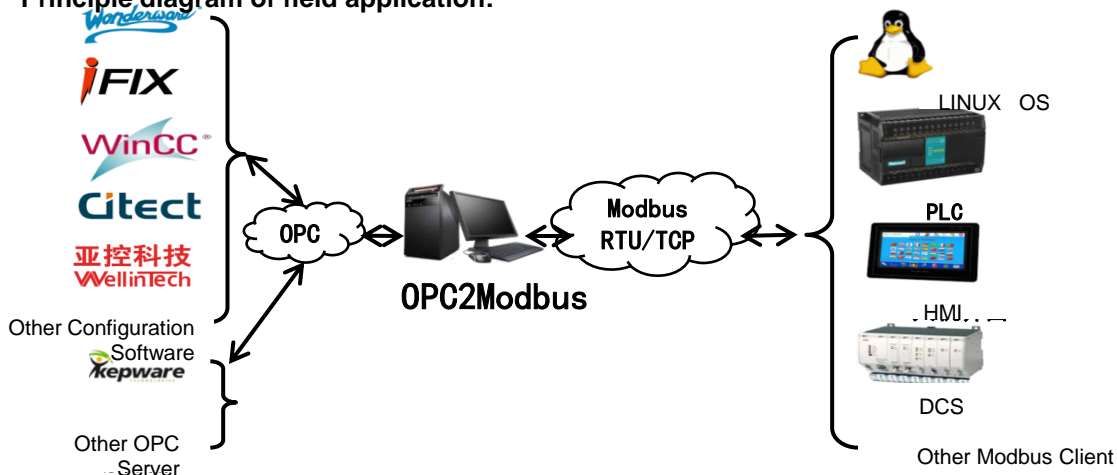 Principle diagram of field application:
Wonderware
iFIX
WinCC®
Citect
亚控科技
WellinTech
Other Configuration
Software
Kepware
TECHNOLOGIES
Other OPC
Server
OPC
OPC2Modbus
Modbus
RTU/TCP
LINUX OS
PLC
HMI
DCS
Other Modbus Client